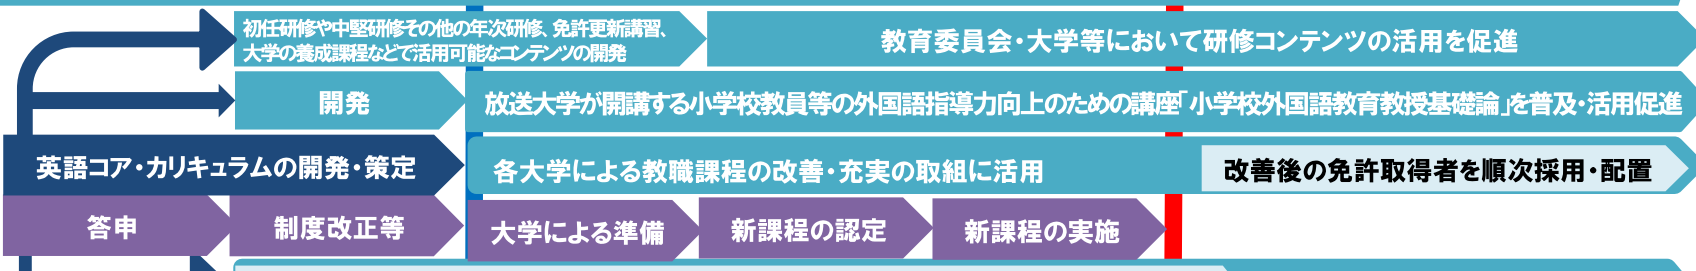 初任研修や中堅研修その他の年次研修、免許更新講習、
大学の養成課程などで活用可能なコンテンツの開発
教育委員会・大学等において研修コンテンツの活用を促進
開発
放送大学が開講する小学校教員等の外国語指導力向上のための講座「小学校外国語教育教授基礎論」を普及・活用促進
英語コア・カリキュラムの開発・策定
各大学による教職課程の改善・充実の取組に活用
改善後の免許取得者を順次採用・配置
答申
制度改正等
大学による準備
新課程の認定
新課程の実施